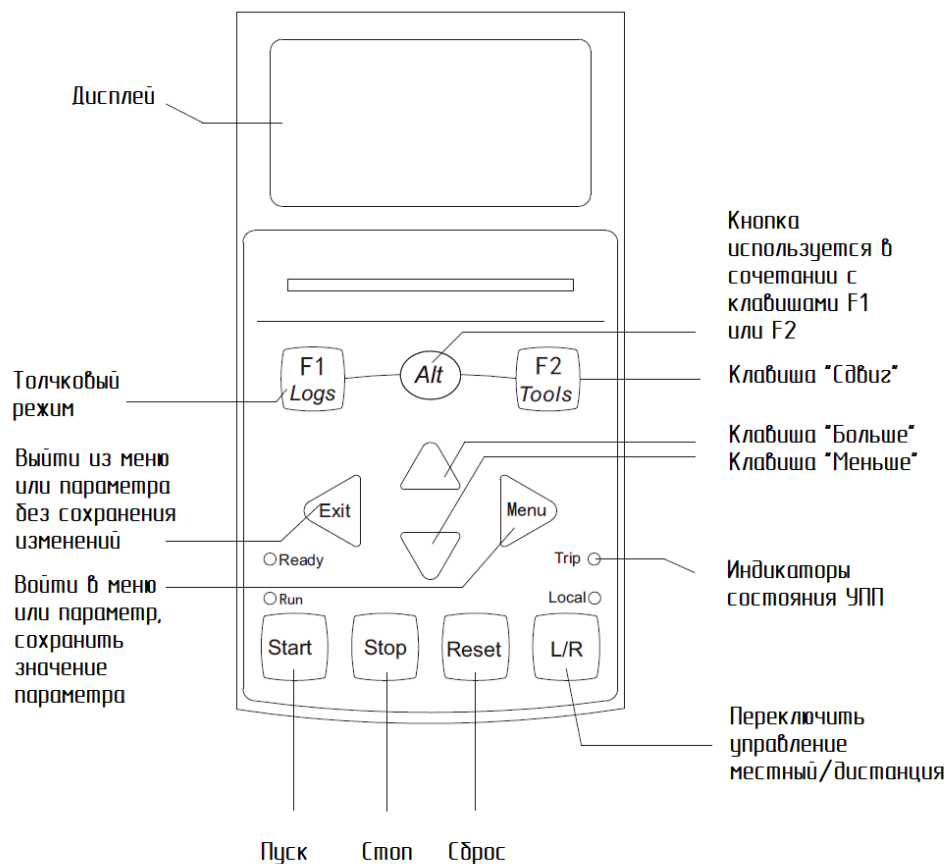 Дисплей
Кнопка
используется в
сочетании с
клавишами F1
или F2
F1
Logs
Alt
F2
Tools
Клавиша "Сдвиг"
Толчковый
режим
Клавиша "Больше"
Клавиша "Меньше"
Выйти из меню
или параметра
без сохранения
изменений
Exit
Menu
Ready
Trip
Индикаторы
состояния УПП
Войти в меню
или параметр,
сохранить
значение
параметра
Run
Local
Start
Stop
Reset
L/R
Переключить
управление
местный/дистанция
Пуск
Стоп
Сброс